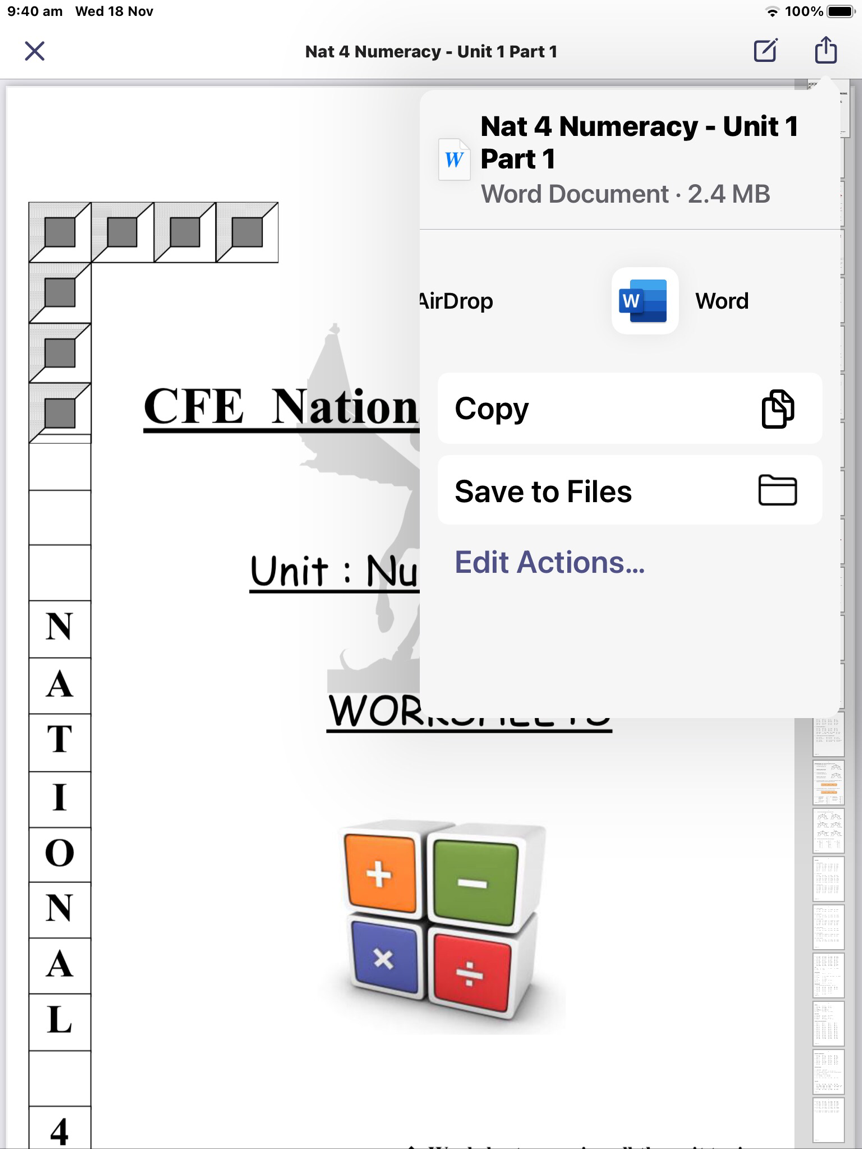 9:40 am Wed 18 Nov
100%
Nat 4 Numeracy - Unit 1 Part 1
Nat 4 Numeracy - Unit 1
Part 1
W
Word Document · 2.4 MB
AirDrop
W
Word
Copy
Save to Files
Edit Actions...
CFE Nation
Unit : Nu
WORKSHEETS
N
A
T
I
O
N
A
L
4
+
−
×
÷